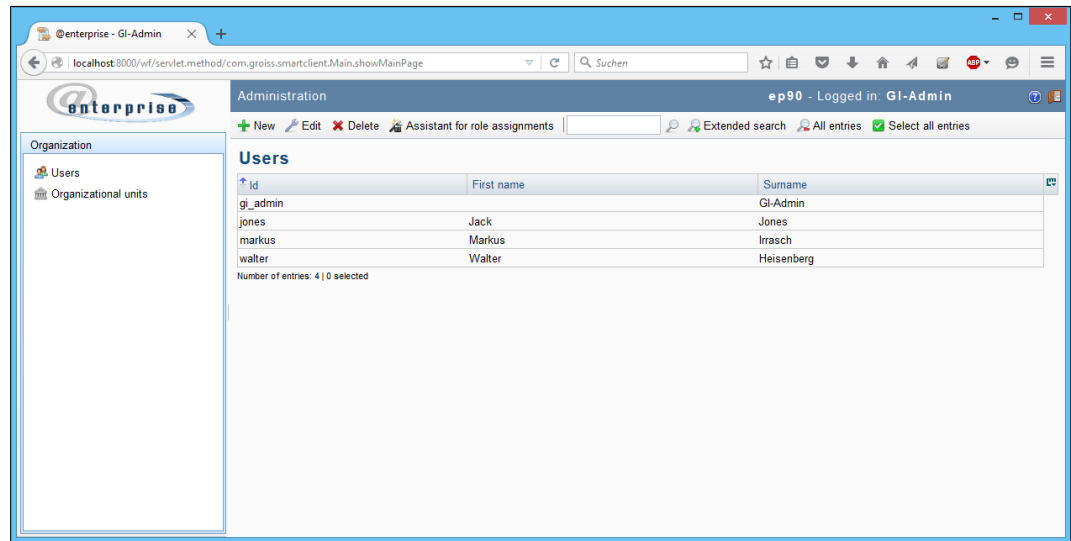 @enterprise - GI-Admin
localhost:8000/wf/servlet.method/com.groiss.smartclient.Main.showMainPage
Suchen
ABP
@enterprise
Administration
ep90 - Logged in: GI-Admin
New Edit Delete Assistant for role assignments Extended search All entries Select all entries
Organization
Users
Organizational units
Users
Id First name Surname
gi_admin GI-Admin
jones Jack Jones
markus Markus Irrasch
walter Walter Heisenberg
Number of entries: 4 | 0 selected